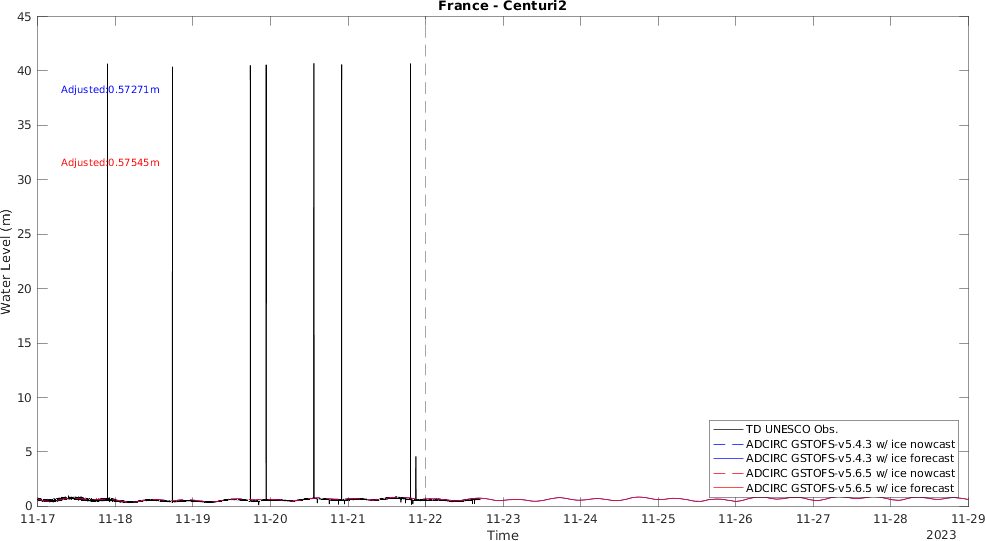 France - Centuri2
45
40
35
30
25
20
15
10
5
0
Water Level (m)
Adjusted:0.57271m
Adjusted:0.57545m
TD UNESCO Obs.
ADCIRC GSTOFS-v5.4.3 w/ ice nowcast
ADCIRC GSTOFS-v5.4.3 w/ ice forecast
ADCIRC GSTOFS-v5.6.5 w/ ice nowcast
ADCIRC GSTOFS-v5.6.5 w/ ice forecast
11-17 11-18 11-19 11-20 11-21 11-22 11-23 11-24 11-25 11-26 11-27 11-28 11-29
Time
2023